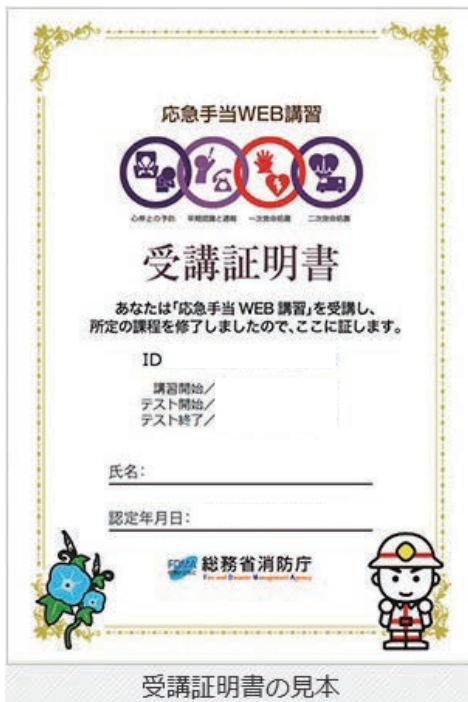 応急手当WEB講習
心停止の予防 早期認識と通報 一次救命処置 二次救命処置
受講証明書
あなたは「応急手当 WEB 講習」を受講し、
所定の課程を修了しましたので、ここに証します。
ID
講習開始/
テスト開始/
テスト終了/
氏名:
認定年月日:
FDMA 総務省消防庁
Fire and Disaster Management Agency
受講証明書の見本